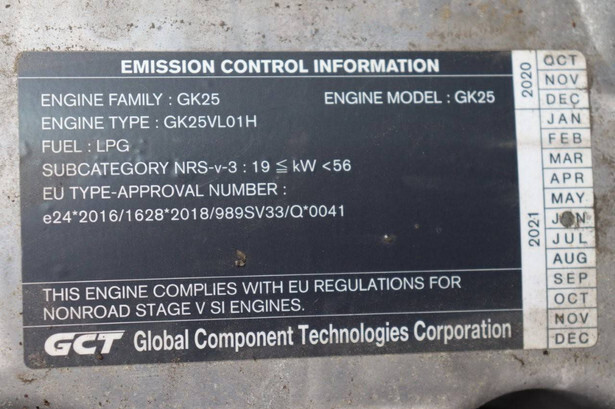 EMISSION CONTROL INFORMATION
ENGINE FAMILY : GK25 ENGINE MODEL : GK25
ENGINE TYPE : GK25VL01H
FUEL : LPG
SUBCATEGORY NRS-v-3 : 19 ≦ kW <56
EU TYPE-APPROVAL NUMBER :
e24*2016/1628*2018/989SV33/Q*0041
THIS ENGINE COMPLIES WITH EU REGULATIONS FOR
NONROAD STAGE V SI ENGINES.
GCT Global Component Technologies Corporation
2020
OCT
NOV
DEC
2021
JAN
FEB
MAR
APR
MAY
JUN
JUL
AUG
SEP
OCT
NOV
DEC